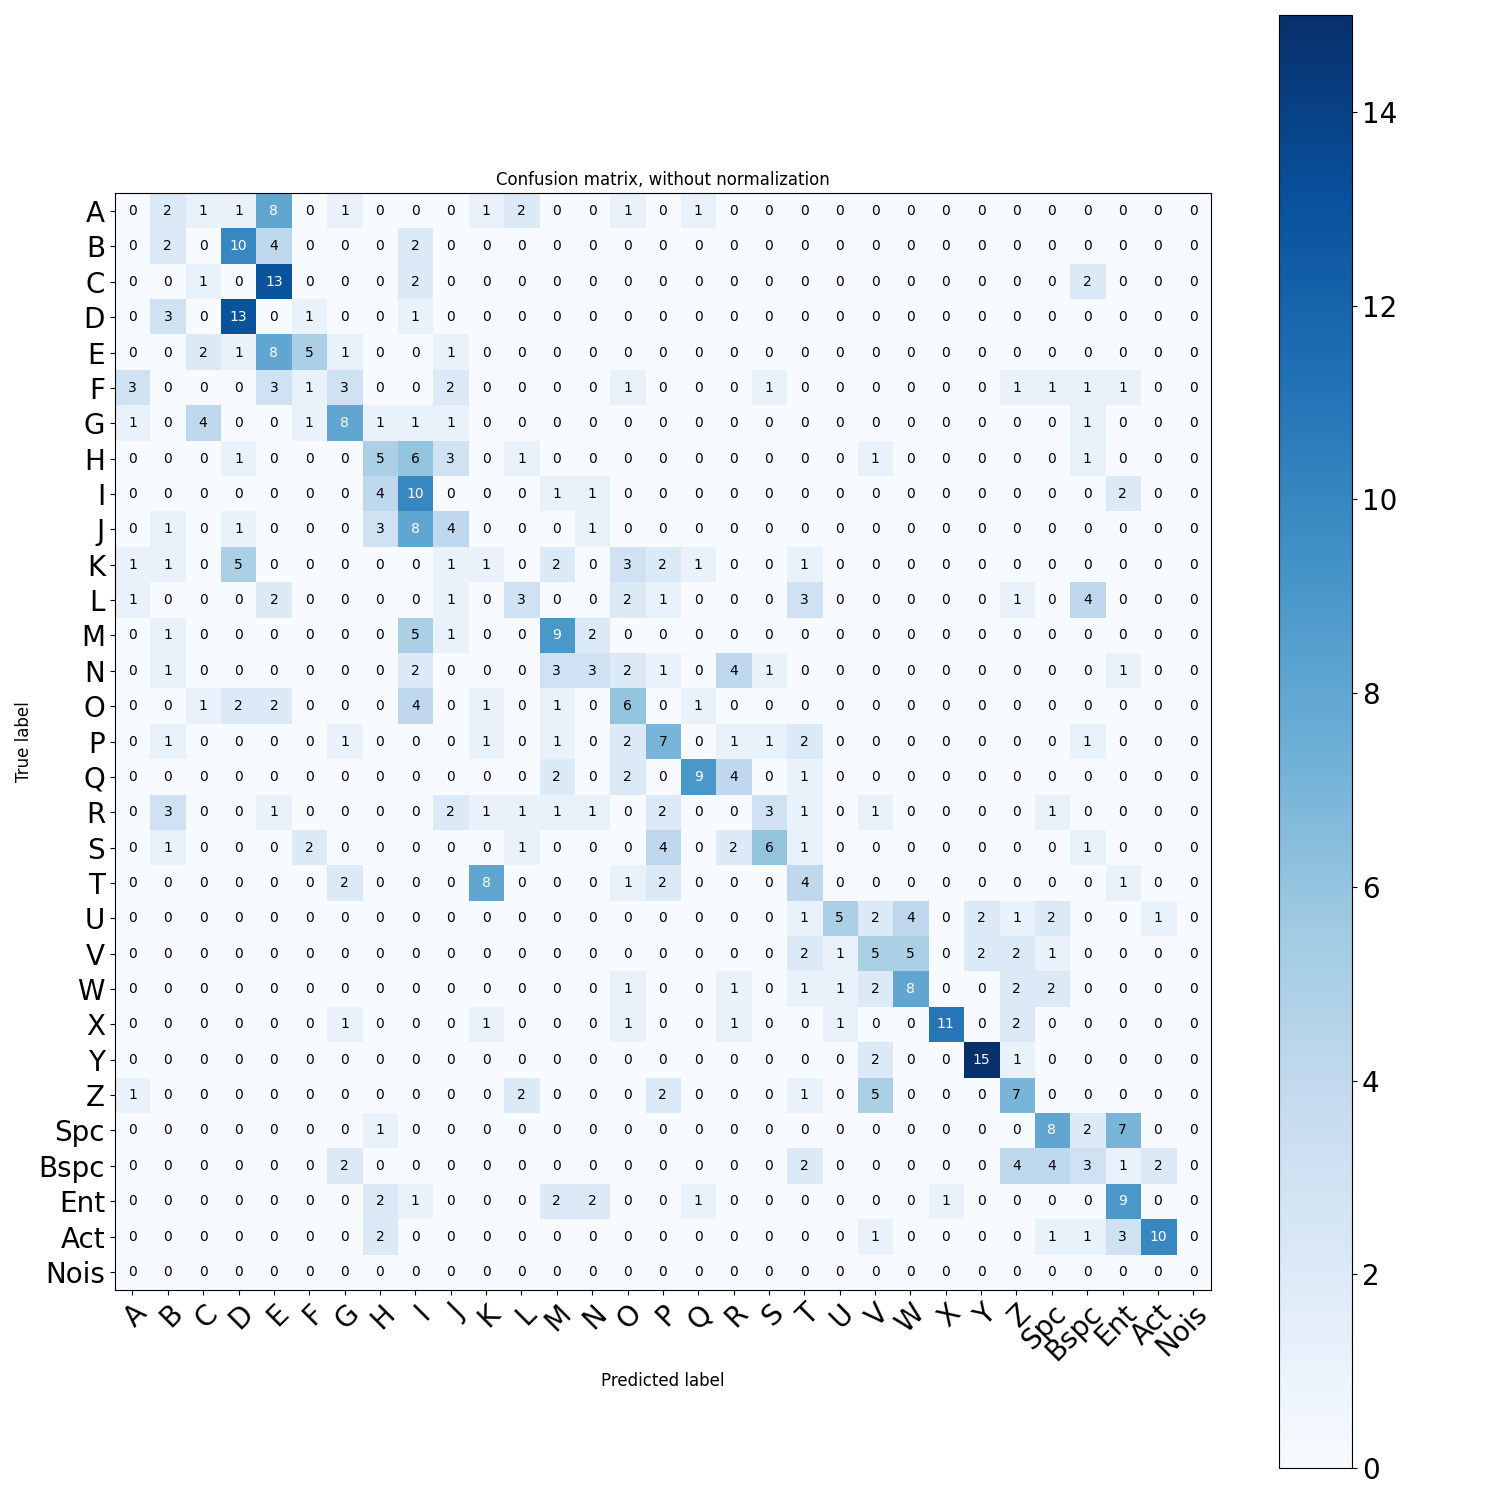 Confusion matrix, without normalization
A 0 2 1 1 8 0 1 0 0 0 1 2 0 0 1 0 1 0 0 0 0 0 0 0 0 0 0 0 0 0 0
B 0 2 0 10 4 0 0 0 2 0 0 0 0 0 0 0 0 0 0 0 0 0 0 0 0 0 0 0 0 0 0
C 0 0 1 0 13 0 0 0 2 0 0 0 0 0 0 0 0 0 0 0 0 0 0 0 0 0 0 2 0 0 0
D 0 3 0 13 0 1 0 0 1 0 0 0 0 0 0 0 0 0 0 0 0 0 0 0 0 0 0 0 0 0 0
E 0 0 2 1 8 5 1 0 0 1 0 0 0 0 0 0 0 0 0 0 0 0 0 0 0 0 0 0 0 0 0
F 3 0 0 0 3 1 3 0 0 2 0 0 0 0 1 0 0 0 1 0 0 0 0 0 0 1 1 1 1 0 0
G 1 0 4 0 0 1 8 1 1 1 0 0 0 0 0 0 0 0 0 0 0 0 0 0 0 0 0 1 0 0 0
H 0 0 0 1 0 0 0 5 6 3 0 1 0 0 0 0 0 0 0 0 0 1 0 0 0 0 0 1 0 0 0
I 0 0 0 0 0 0 0 4 10 0 0 0 1 1 0 0 0 0 0 0 0 0 0 0 0 0 0 0 2 0 0
J 0 1 0 1 0 0 0 3 8 4 0 0 0 1 0 0 0 0 0 0 0 0 0 0 0 0 0 0 0 0 0
K 1 1 0 5 0 0 0 0 0 1 1 0 2 0 3 2 1 0 0 1 0 0 0 0 0 0 0 0 0 0 0
L 1 0 0 0 2 0 0 0 0 1 0 3 0 0 2 1 0 0 0 3 0 0 0 0 0 1 0 4 0 0 0
M 0 1 0 0 0 0 0 0 5 1 0 0 9 2 0 0 0 0 0 0 0 0 0 0 0 0 0 0 0 0 0
N 0 1 0 0 0 0 0 0 2 0 0 0 3 3 2 1 0 4 1 0 0 0 0 0 0 0 0 0 1 0 0
O 0 0 1 2 2 0 0 0 4 0 1 0 1 0 6 0 1 0 0 0 0 0 0 0 0 0 0 0 0 0 0
P 0 1 0 0 0 0 1 0 0 0 1 0 1 0 2 7 0 1 1 2 0 0 0 0 0 0 0 1 0 0 0
Q 0 0 0 0 0 0 0 0 0 0 0 0 2 0 2 0 9 4 0 1 0 0 0 0 0 0 0 0 0 0 0
R 0 3 0 0 1 0 0 0 0 2 1 1 1 1 0 2 0 0 3 1 0 1 0 0 0 0 1 0 0 0 0
S 0 1 0 0 0 2 0 0 0 0 0 1 0 0 0 4 0 2 6 1 0 0 0 0 0 0 0 1 0 0 0
T 0 0 0 0 0 0 2 0 0 0 8 0 0 0 1 2 0 0 0 4 0 0 0 0 0 0 0 0 1 0 0
U 0 0 0 0 0 0 0 0 0 0 0 0 0 0 0 0 0 0 0 1 5 2 4 0 2 1 2 0 0 1 0
V 0 0 0 0 0 0 0 0 0 0 0 0 0 0 0 0 0 0 0 2 1 5 5 0 2 2 1 0 0 0 0
W 0 0 0 0 0 0 0 0 0 0 0 0 0 0 1 0 0 1 0 1 1 2 8 0 0 2 2 0 0 0 0
X 0 0 0 0 0 0 1 0 0 0 1 0 0 0 1 0 0 1 0 0 1 0 0 11 0 2 0 0 0 0 0
Y 0 0 0 0 0 0 0 0 0 0 0 0 0 0 0 0 0 0 0 0 0 2 0 0 15 1 0 0 0 0 0
Z 1 0 0 0 0 0 0 0 0 0 0 2 0 0 0 2 0 0 0 1 0 5 0 0 0 7 0 0 0 0 0
Spc 0 0 0 0 0 0 0 1 0 0 0 0 0 0 0 0 0 0 0 0 0 0 0 0 0 0 8 2 7 0 0
Bspc 0 0 0 0 0 0 2 0 0 0 0 0 0 0 0 0 0 0 0 2 0 0 0 0 0 4 4 3 1 2 0
Ent 0 0 0 0 0 0 0 2 1 0 0 0 2 2 0 0 1 0 0 0 0 0 0 1 0 0 0 0 9 0 0
Act 0 0 0 0 0 0 0 2 0 0 0 0 0 0 0 0 0 0 0 0 0 1 0 0 0 0 1 1 3 10 0
Nois 0 0 0 0 0 0 0 0 0 0 0 0 0 0 0 0 0 0 0 0 0 0 0 0 0 0 0 0 0 0 0
A B C D E F G H I J K L M N O P Q R S T U V W X Y Z Spc Bspc Ent Act Nois
True label
Predicted label
14
12
10
8
6
4
2
0